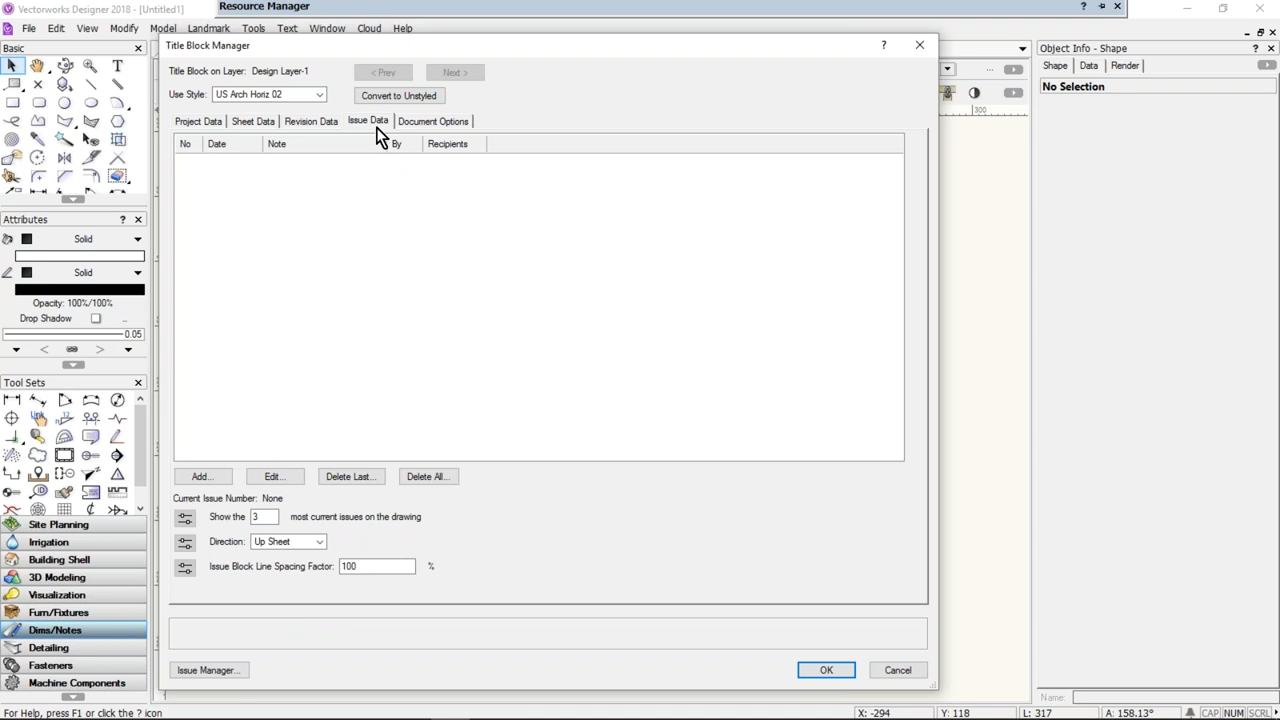 Vectorworks Designer 2018 - [Untitled1]
Resource Manager
File Edit View Modify Model Landmark Tools Text Window Cloud Help
Basic
Title Block Manager
Object Info - Shape
Title Block on Layer: Design Layer-1
< Prev
Next >
Shape Data Render
Use Style:
US Arch Horiz 02
Convert to Unstyled
No Selection
300
Project Data Sheet Data Revision Data Issue Data Document Options
No Date Note By Recipients
Attributes
Solid
Solid
Opacity: 100%/100%
Drop Shadow
0.05
Tool Sets
Site Planning
Irrigation
Building Shell
3D Modeling
Visualization
Furn/Fixtures
Dims/Notes
Detailing
Fasteners
Machine Components
Add...
Edit...
Delete Last...
Delete All...
Current Issue Number: None
Show the 3 most current issues on the drawing
Direction: Up Sheet
Issue Block Line Spacing Factor: 100 %
Issue Manager...
OK
Cancel
Name:
For Help, press F1 or click the ? icon
X: -294
Y: 118
L: 317
A: 158.13°
CAP NUM SCRL